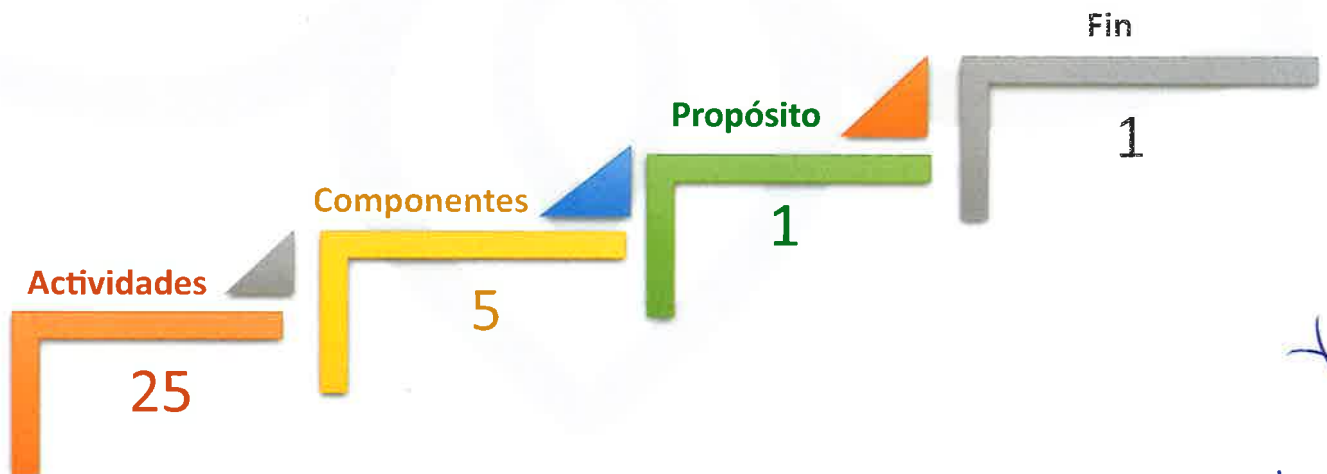 Fin
1
Propósito
1
Componentes
5
Actividades
25